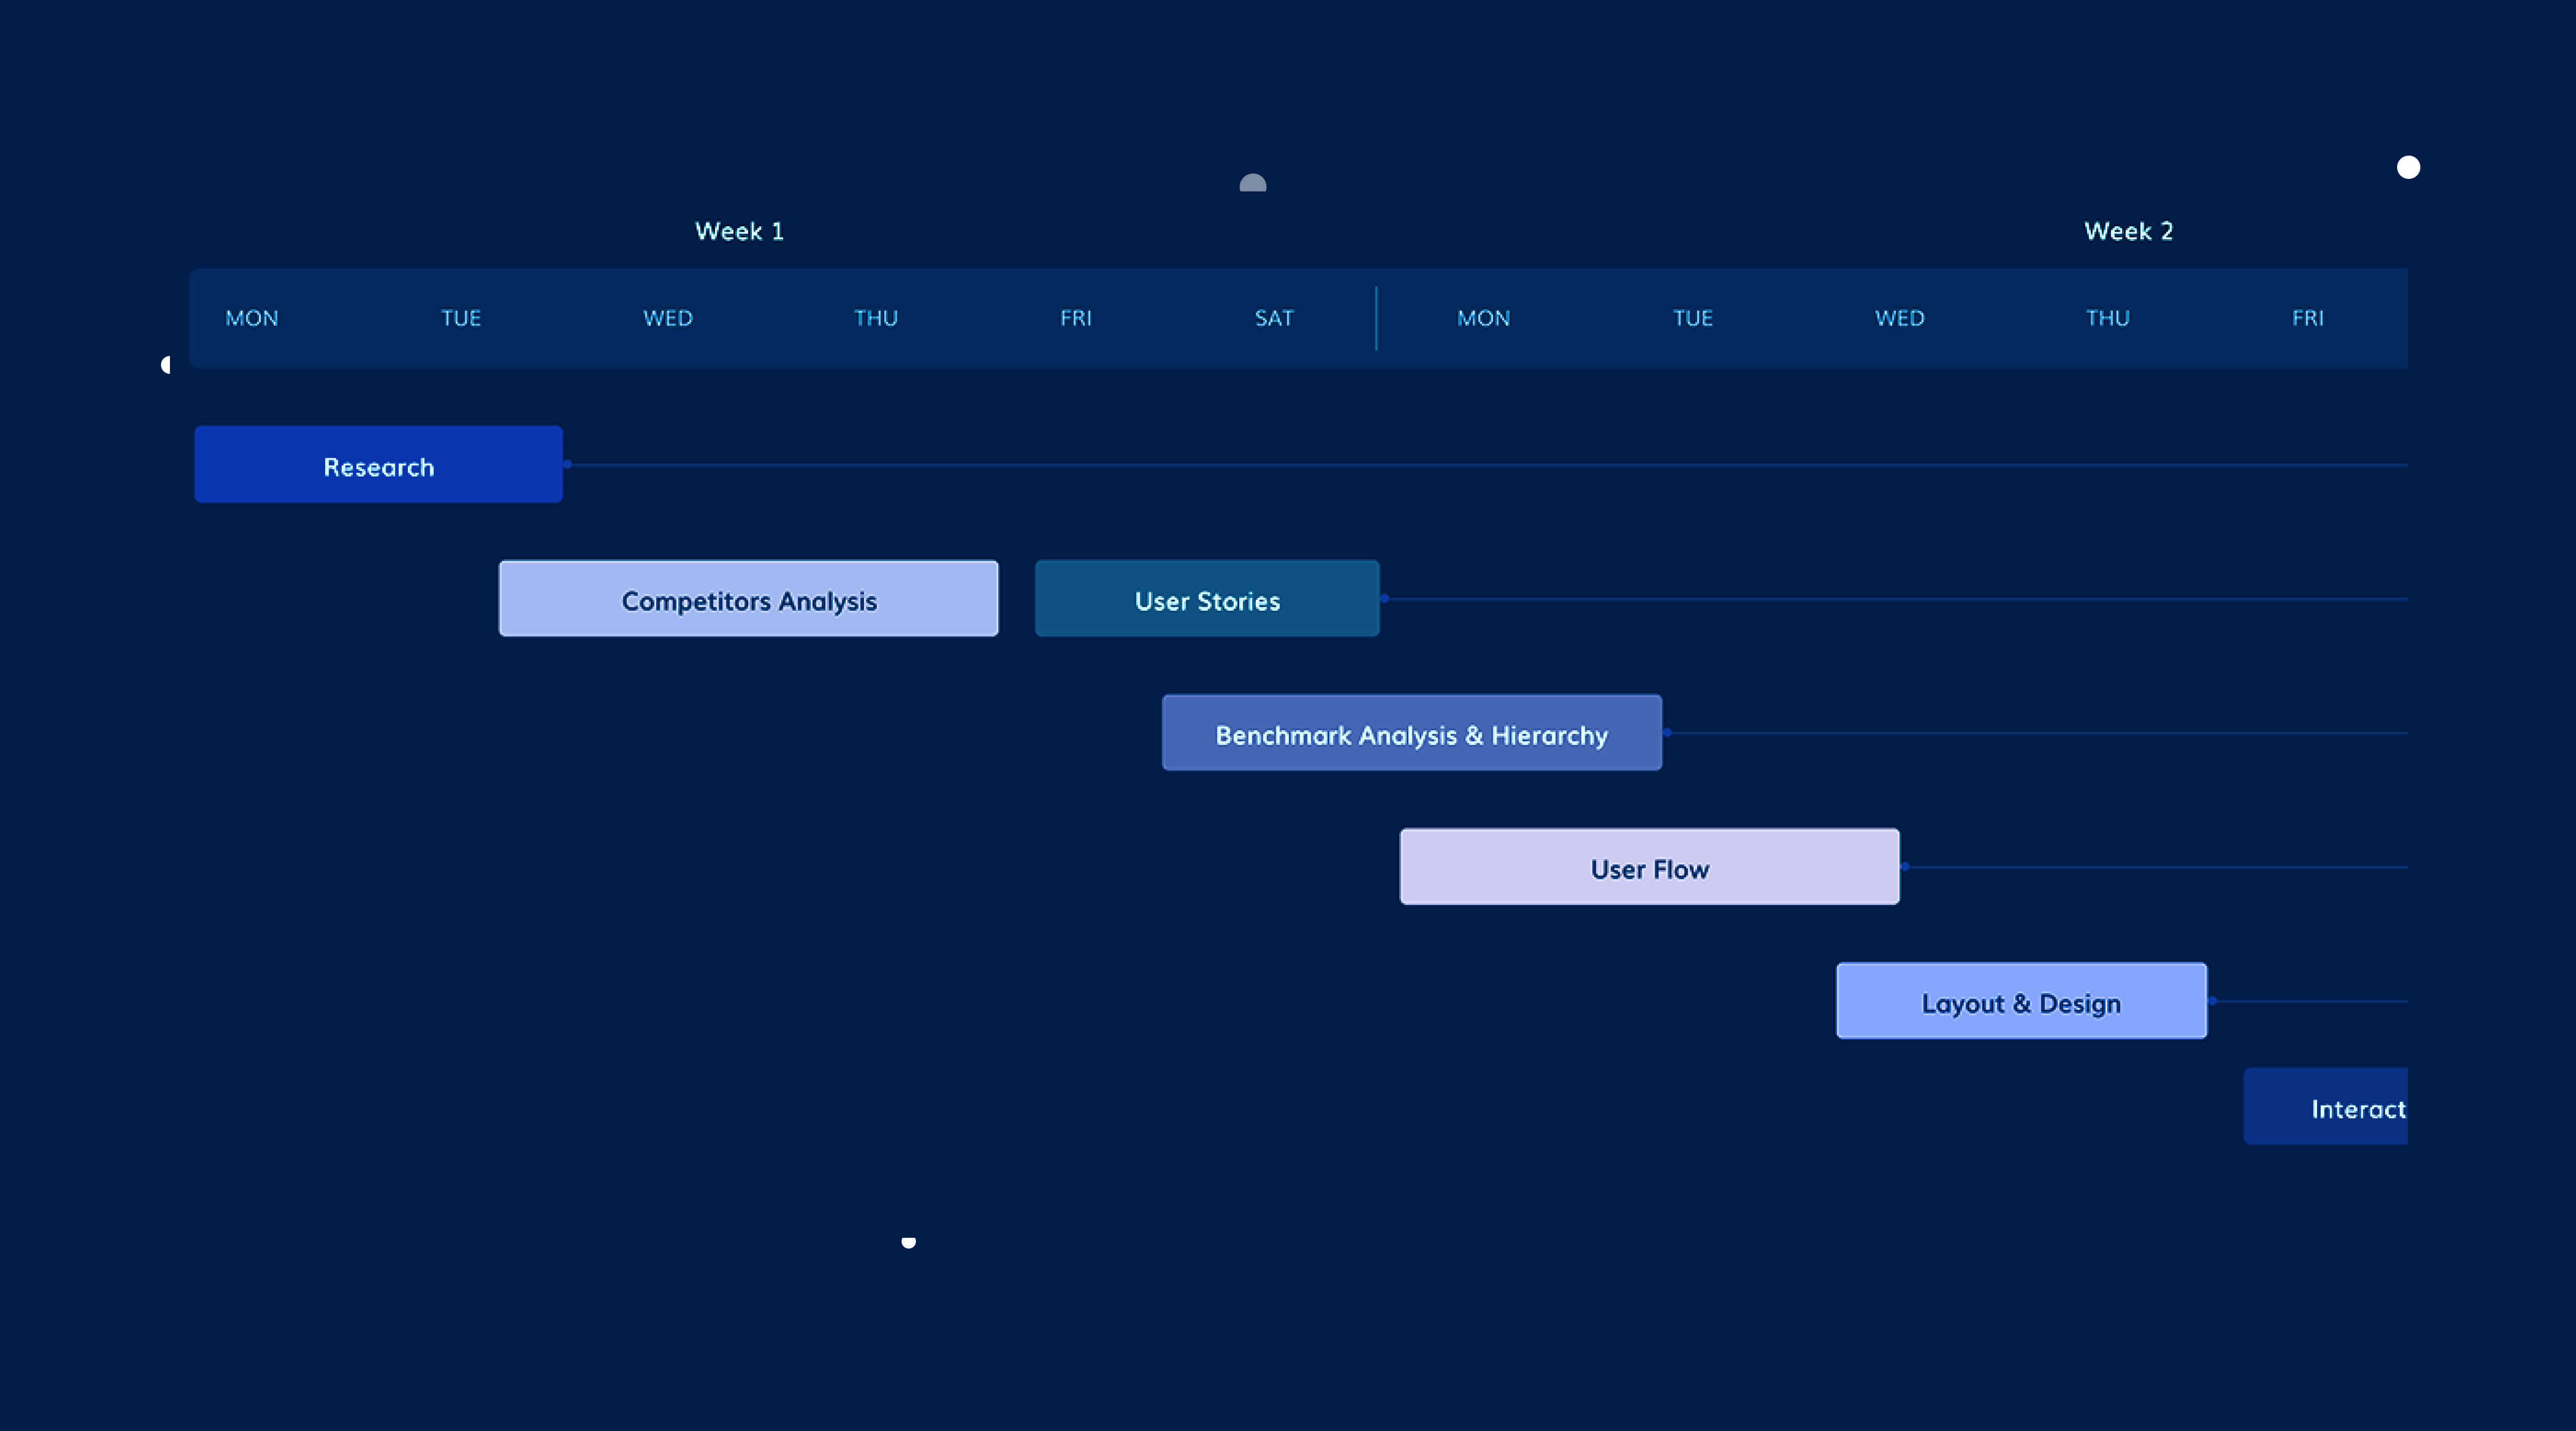 Week 1
Week 2
MON TUE WED THU FRI SAT MON TUE WED THU FRI
Research
Competitors Analysis
User Stories
Benchmark Analysis & Hierarchy
User Flow
Layout & Design
Interact